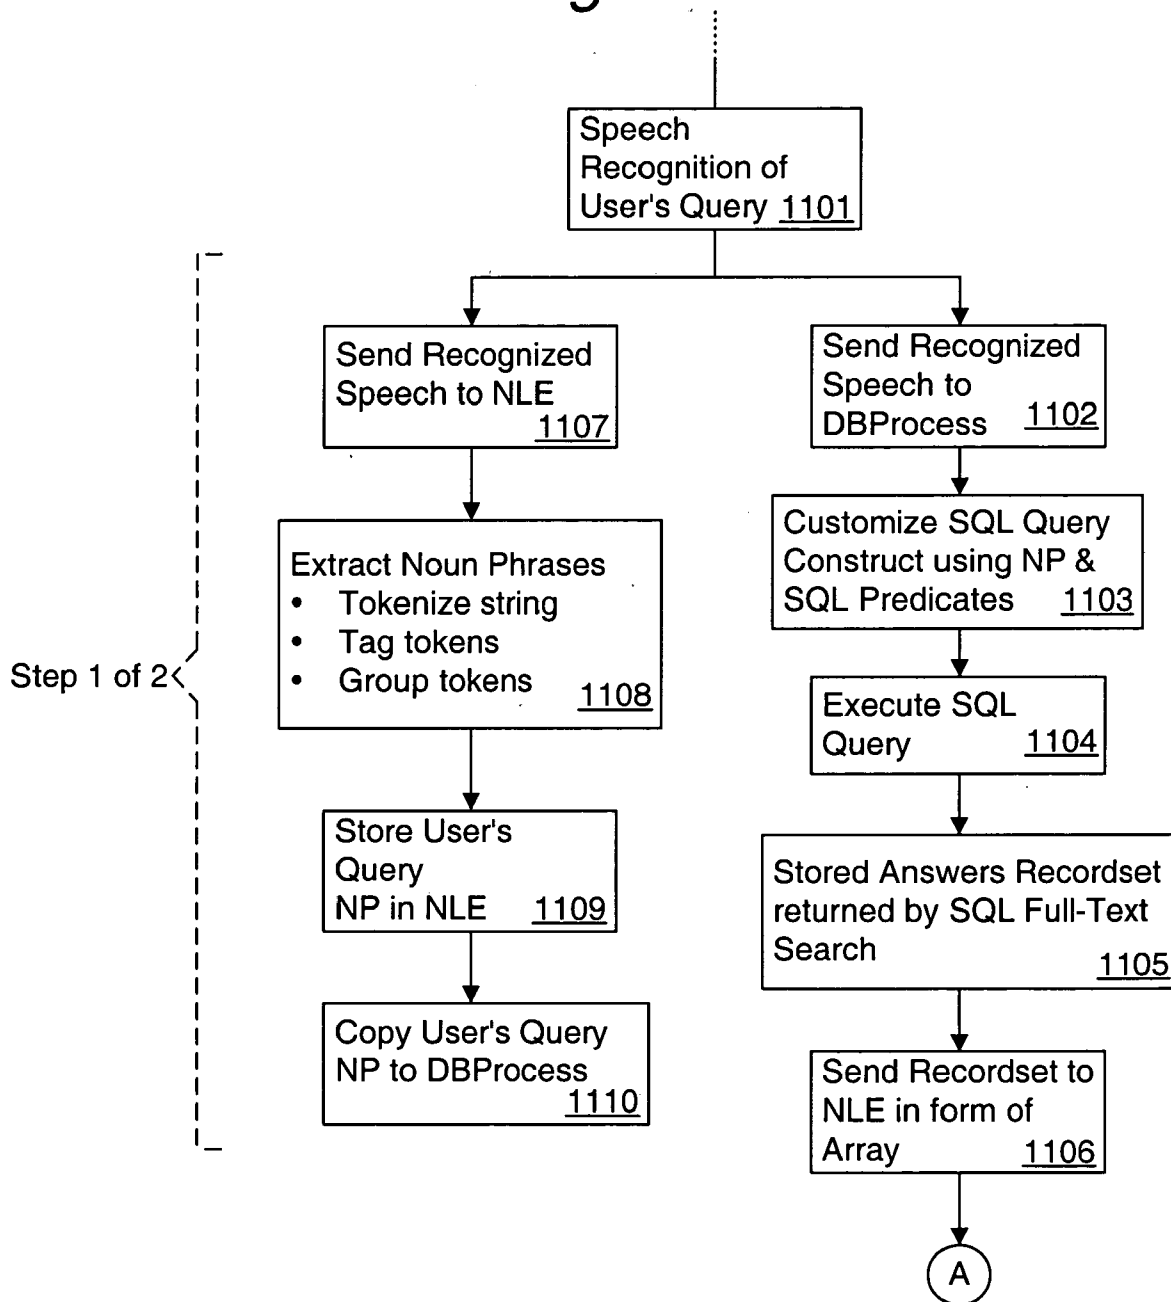 Speech
Recognition of
User's Query 1101
Send Recognized
Speech to NLE
1107
Extract Noun Phrases
• Tokenize string
• Tag tokens
• Group tokens 1108
Store User's
Query
NP in NLE 1109
Copy User's Query
NP to DBProcess
1110
Step 1 of 2
Send Recognized
Speech to
DBProcess 1102
Customize SQL Query
Construct using NP &
SQL Predicates 1103
Execute SQL
Query 1104
Stored Answers Recordset
returned by SQL Full-Text
Search
1105
Send Recordset to
NLE in form of
Array 1106
A